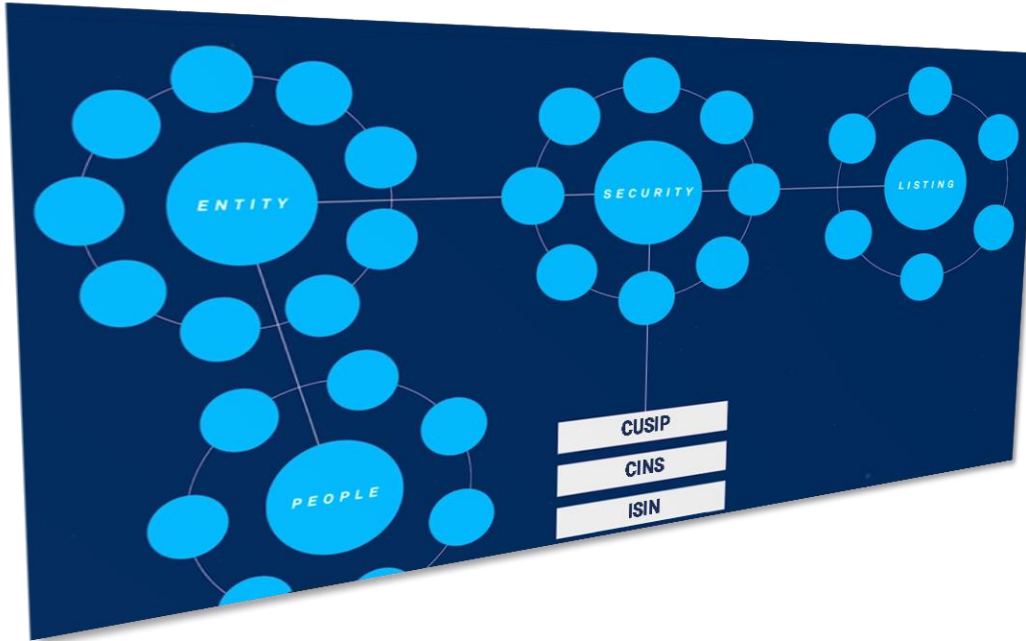 ENTITY
SECURITY
LISTING
PEOPLE
CUSIP
CINS
ISIN